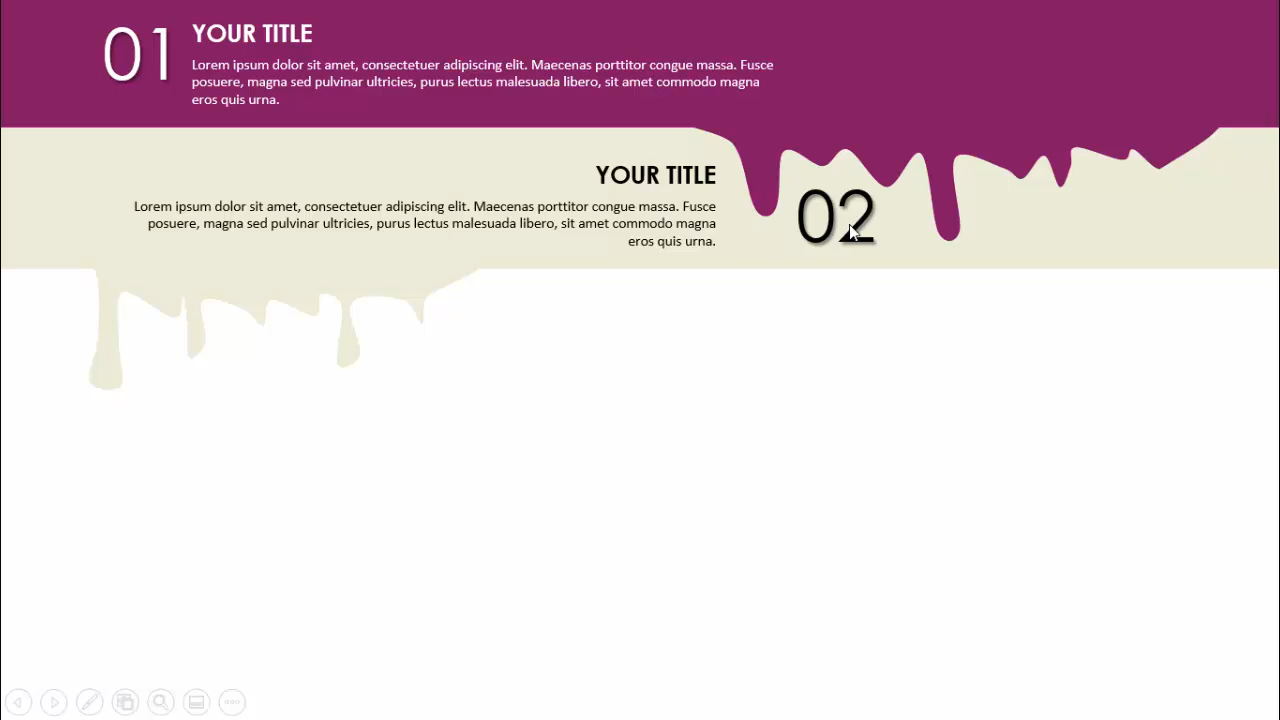 01
YOUR TITLE
Lorem ipsum dolor sit amet, consectetuer adipiscing elit. Maecenas porttitor congue massa. Fusce
posuere, magna sed pulvinar ultricies, purus lectus malesuada libero, sit amet commodo magna
eros quis urna.
YOUR TITLE
Lorem ipsum dolor sit amet, consectetuer adipiscing elit. Maecenas porttitor congue massa. Fusce
posuere, magna sed pulvinar ultricies, purus lectus malesuada libero, sit amet commodo magna
eros quis urna.
02